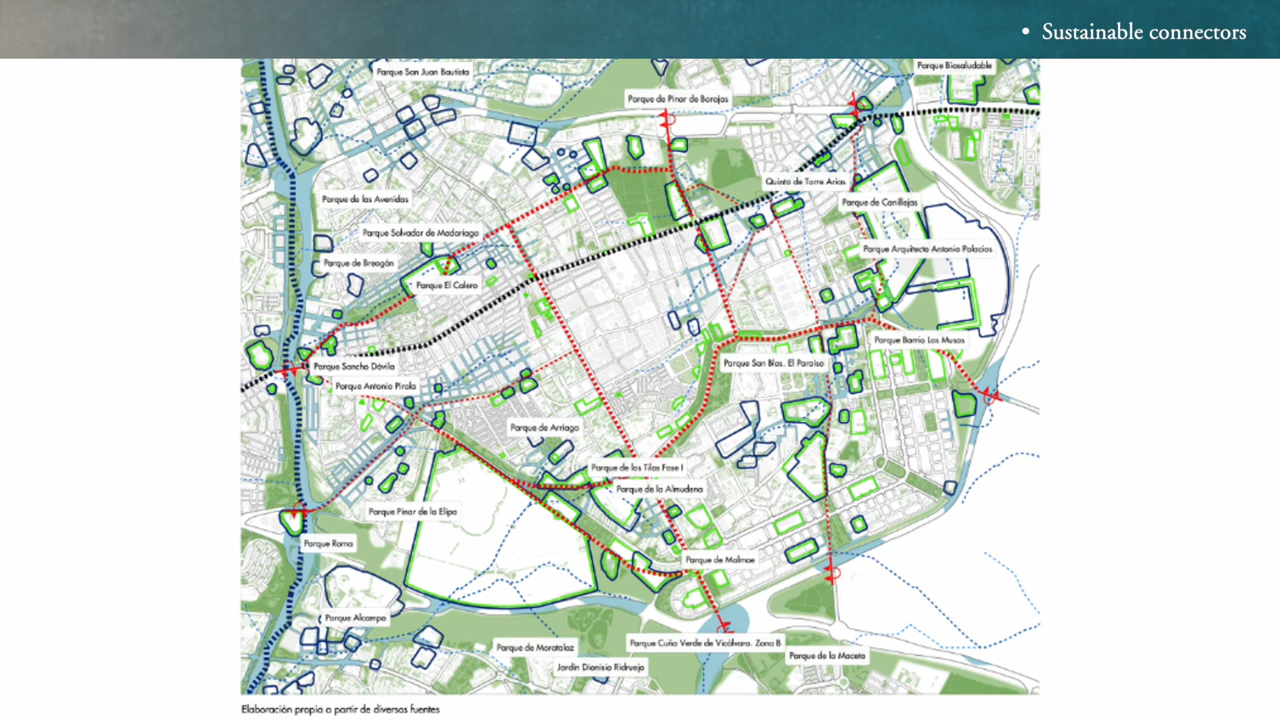 • Sustainable connectors
Parque Biosaludable
Parque San Juan Bautista
Parque de Pinar de Barajas
Quinta de Torre Arias
Parque de las Avenidas
Parque de Canillejas
Parque Salvador de Madariaga
Parque Arquitecto Antonio Palacios
Parque de Breogán
Parque El Calero
Parque Barrio Las Musas
Parque San Blas. El Paraíso
Parque Sancho Dávila
Parque Antonio Pirala
Parque de Arriaga
Parque de los Tilos Fase I
Parque de la Almudena
Parque Pinar de la Elipa
Parque Roma
Parque de Malmoe
Parque Alcampo
Parque de Moratalaz
Parque Cuña Verde de Vicálvaro. Zona B
Parque de la Maceta
Jardín Dionisio Ridruejo
Elaboración propia a partir de diversas fuentes